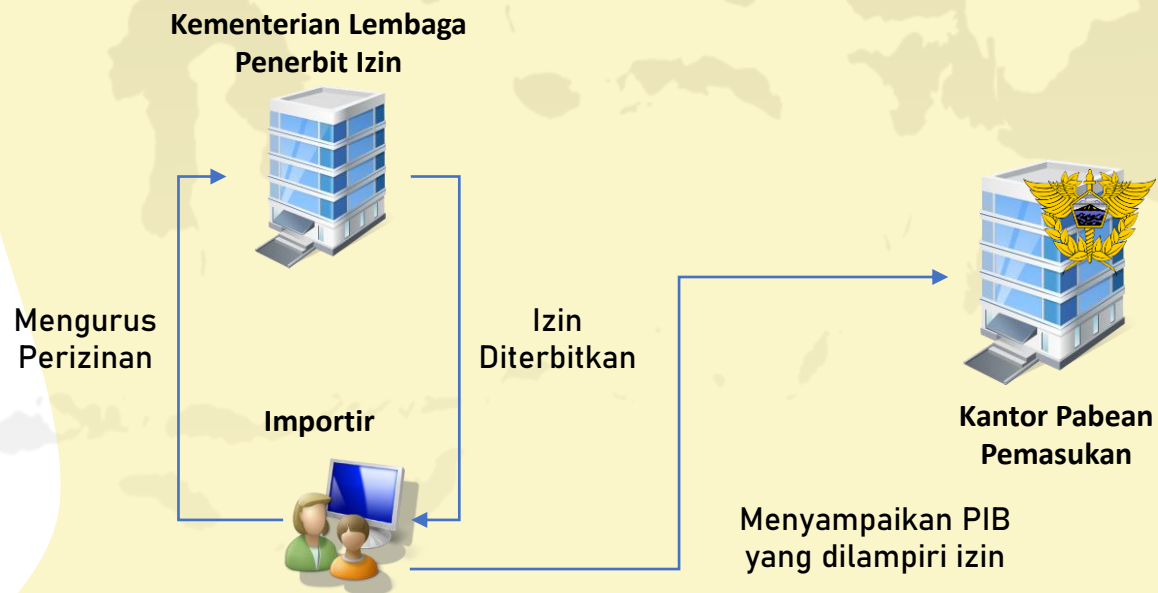 Kementerian Lembaga
Penerbit Izin
Mengurus
Perizinan
Izin
Diterbitkan
Importir
Kantor Pabean
Pemasukan
Menyampaikan PIB
yang dilampiri izin